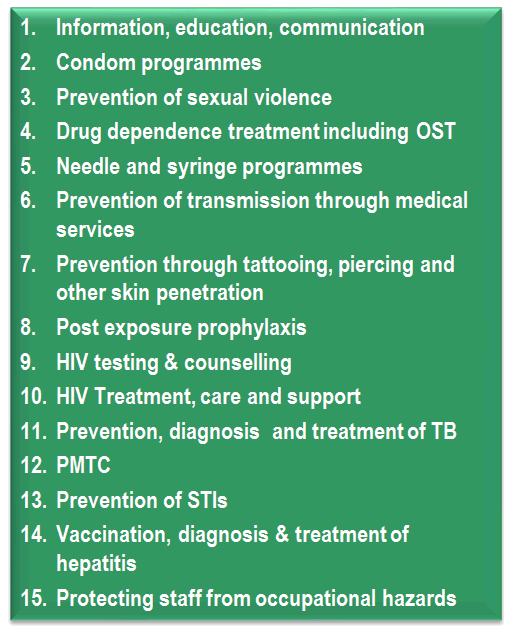 1. Information, education, communication
2. Condom programmes
3. Prevention of sexual violence
4. Drug dependence treatment including OST
5. Needle and syringe programmes
6. Prevention of transmission through medical
services
7. Prevention through tattooing, piercing and
other skin penetration
8. Post exposure prophylaxis
9. HIV testing & counselling
10. HIV Treatment, care and support
11. Prevention, diagnosis and treatment of TB
12. PMTC
13. Prevention of STIs
14. Vaccination, diagnosis & treatment of
hepatitis
15. Protecting staff from occupational hazards